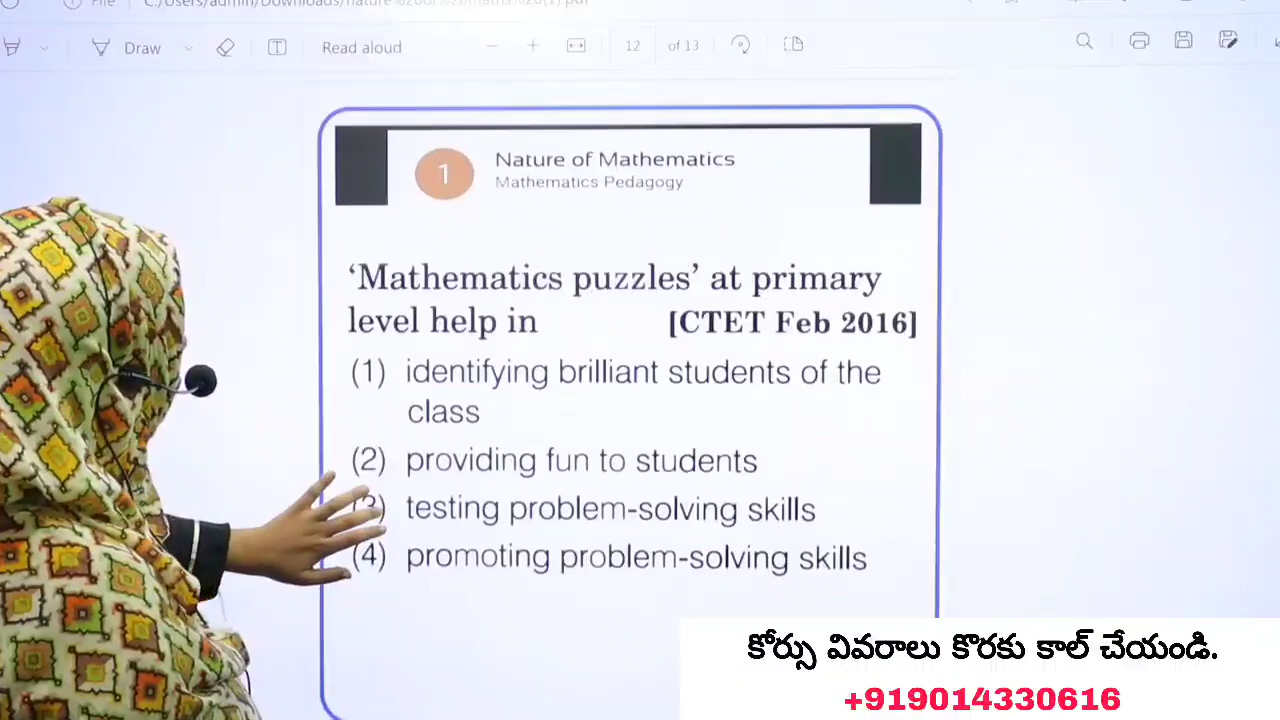 Draw
Read aloud
12
of 13
1
Nature of Mathematics
Mathematics Pedagogy
‘Mathematics puzzles’ at primary
level help in [CTET Feb 2016]
(1) identifying brilliant students of the
class
(2) providing fun to students
(3) testing problem-solving skills
(4) promoting problem-solving skills
కోర్సు వివరాలు కొరకు కాల్ చేయండి.
+919014330616